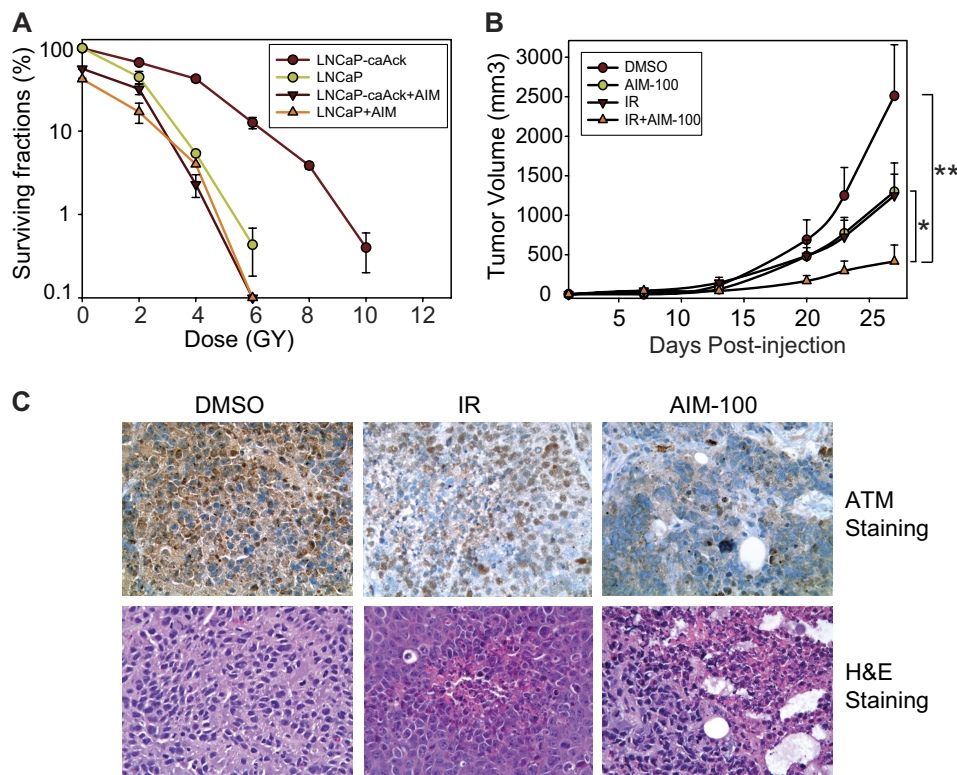 A
Surviving fractions (%)
100
10
1
0.1
0 2 4 6 8 10 12
Dose (GY)
LNCaP-caAck
LNCaP
LNCaP-caAck+AIM
LNCaP+AIM
B
Tumor Volume (mm3)
3000
2500
2000
1500
1000
500
0
5 10 15 20 25
Days Post-injection
DMSO
AIM-100
IR
IR+AIM-100
**
*
C
DMSO IR AIM-100
ATM
Staining
H&E
Staining